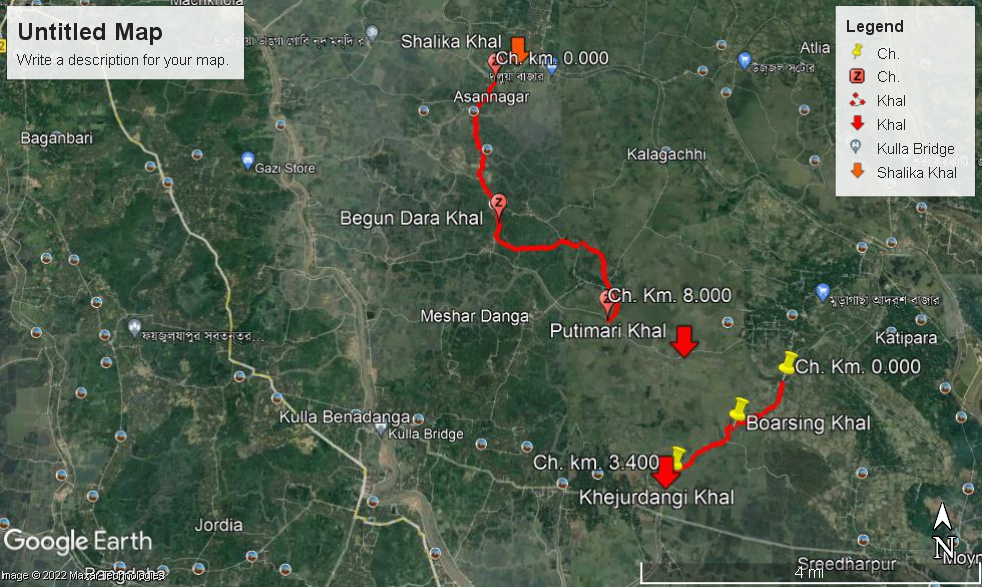 Machkhola
Untitled Map
Write a description for your map.
Legend
Ch.
Ch.
Khal
Khal
Kulla Bridge
Shalika Khal
Shalika Khal
Ch. km. 0.000
Atlia
উজ্জল স্টোর
Asannagar
Baganbari
Gazi Store
Kalagachhi
Begun Dara Khal
Ch. Km. 8.000
মুড়াগাছা আদর্শ বাজার
Meshar Danga
Putimari Khal
Katipara
Ch. Km. 0.000
Kulla Benadanga
Kulla Bridge
Boarsing Khal
Ch. km. 3.400
Khejurdangi Khal
Jordia
Google Earth
N
Sreedharpur
4 mi
Image © 2022 Maxar Technologies